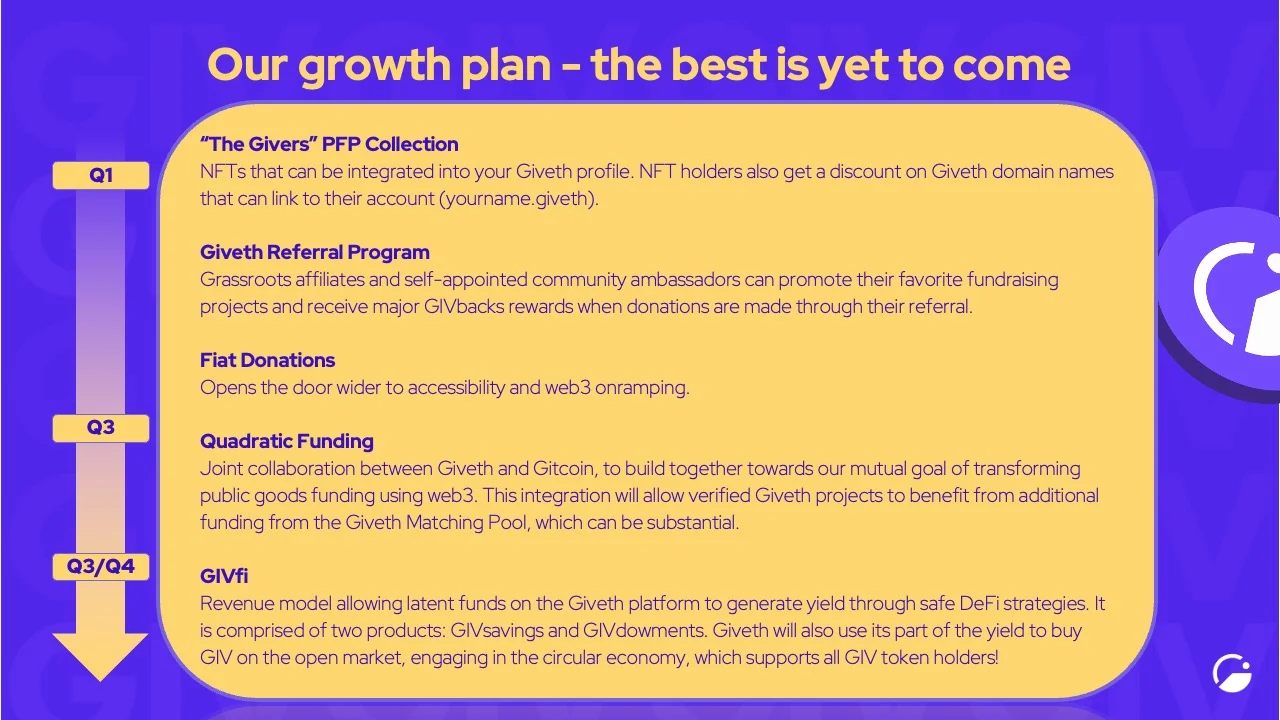 Our growth plan - the best is yet to come
Q1
“The Givers” PFP Collection
NFTs that can be integrated into your Giveth profile. NFT holders also get a discount on Giveth domain names
that can link to their account (yourname.giveth).
Giveth Referral Program
Grassroots affiliates and self-appointed community ambassadors can promote their favorite fundraising
projects and receive major GIVbacks rewards when donations are made through their referral.
Fiat Donations
Opens the door wider to accessibility and web3 onramping.
Q3
Quadratic Funding
Joint collaboration between Giveth and Gitcoin, to build together towards our mutual goal of transforming
public goods funding using web3. This integration will allow verified Giveth projects to benefit from additional
funding from the Giveth Matching Pool, which can be substantial.
Q3/Q4
GIVfi
Revenue model allowing latent funds on the Giveth platform to generate yield through safe DeFi strategies. It
is comprised of two products: GIVsavings and GIVdowments. Giveth will also use its part of the yield to buy
GIV on the open market, engaging in the circular economy, which supports all GIV token holders!